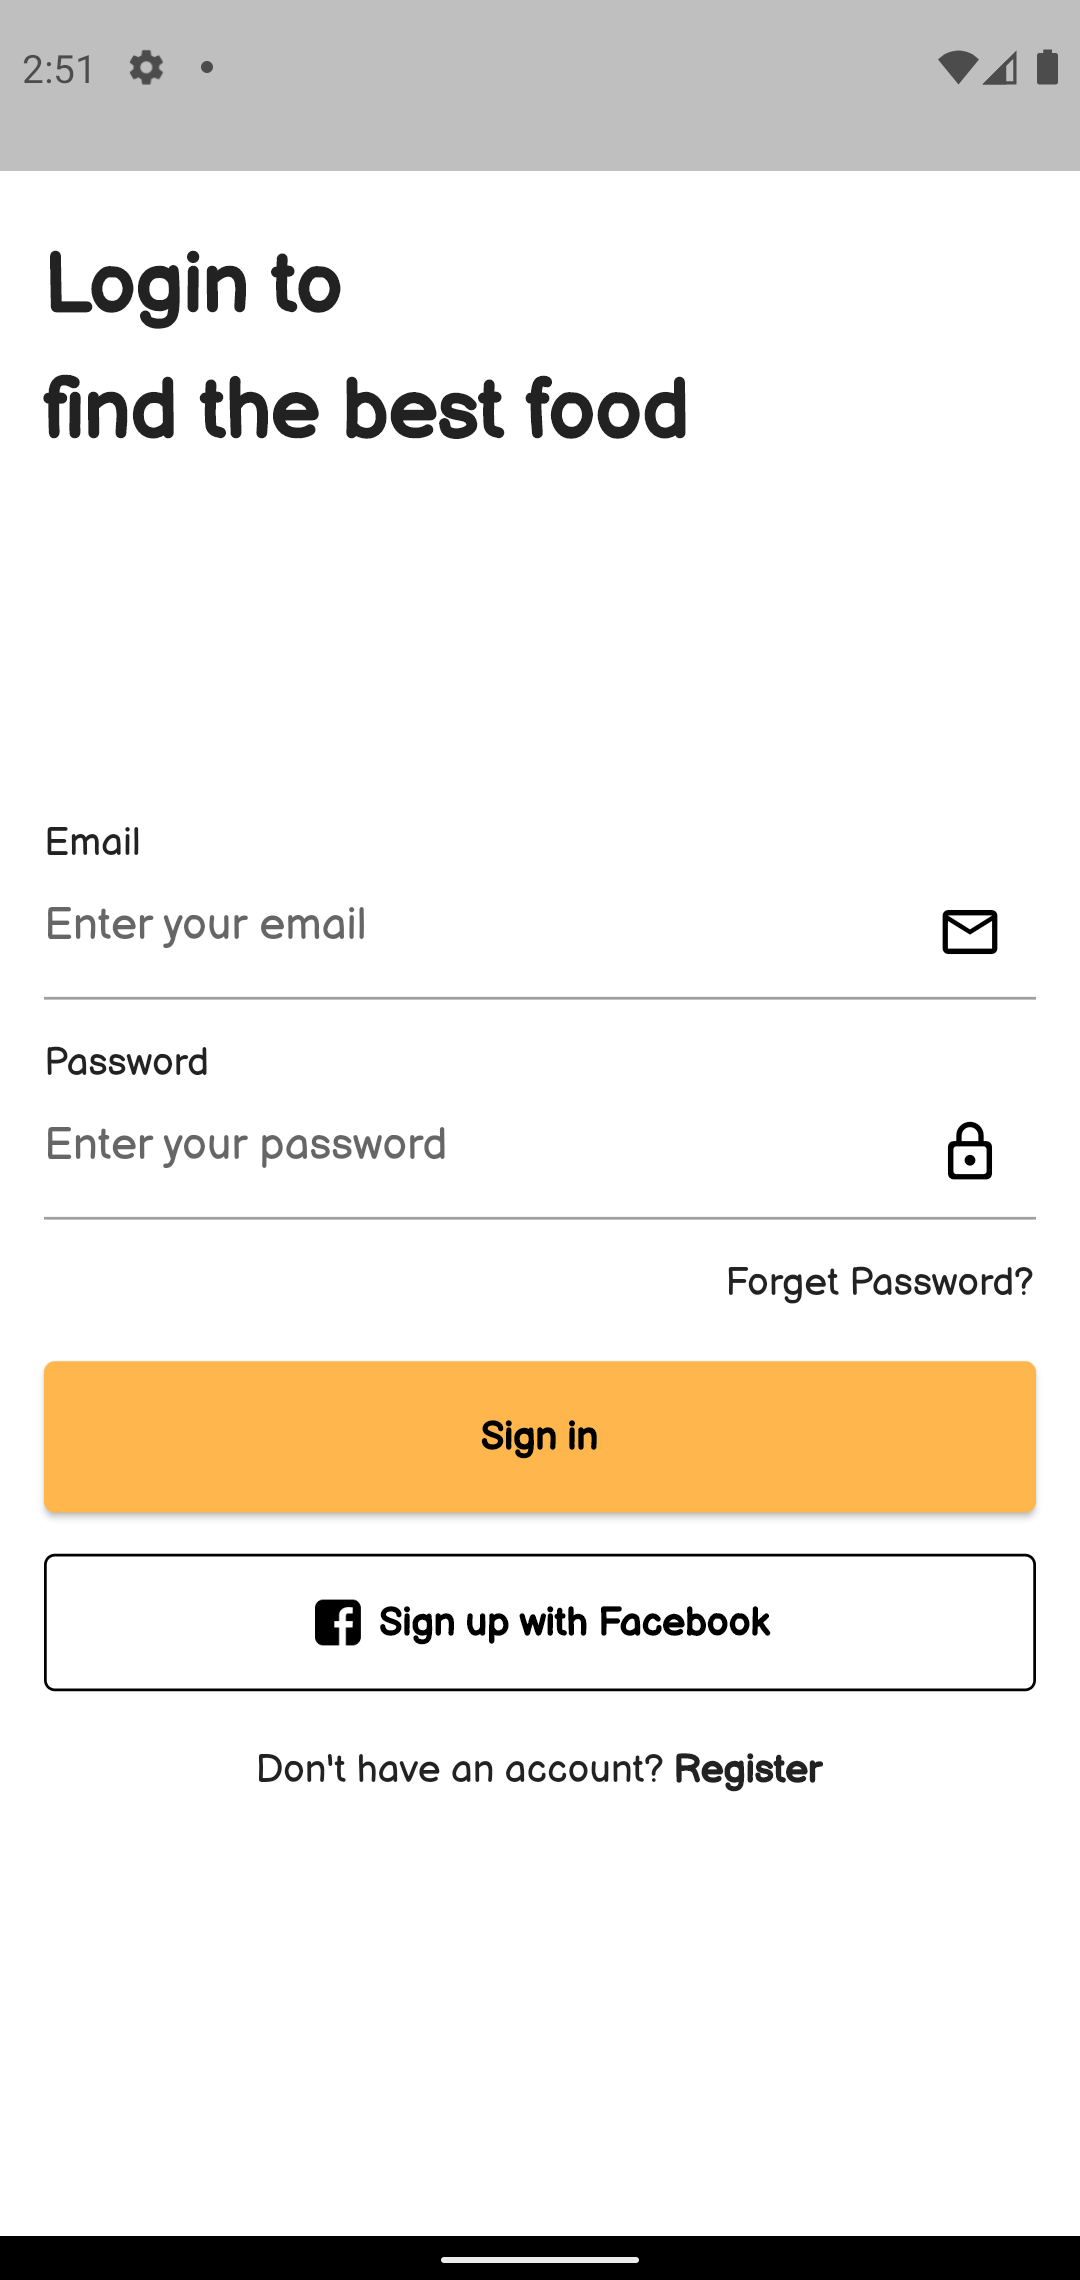 2:51
Login to
find the best food
Email
Enter your email
Password
Enter your password
Forget Password?
Sign in
Sign up with Facebook
Don't have an account? Register